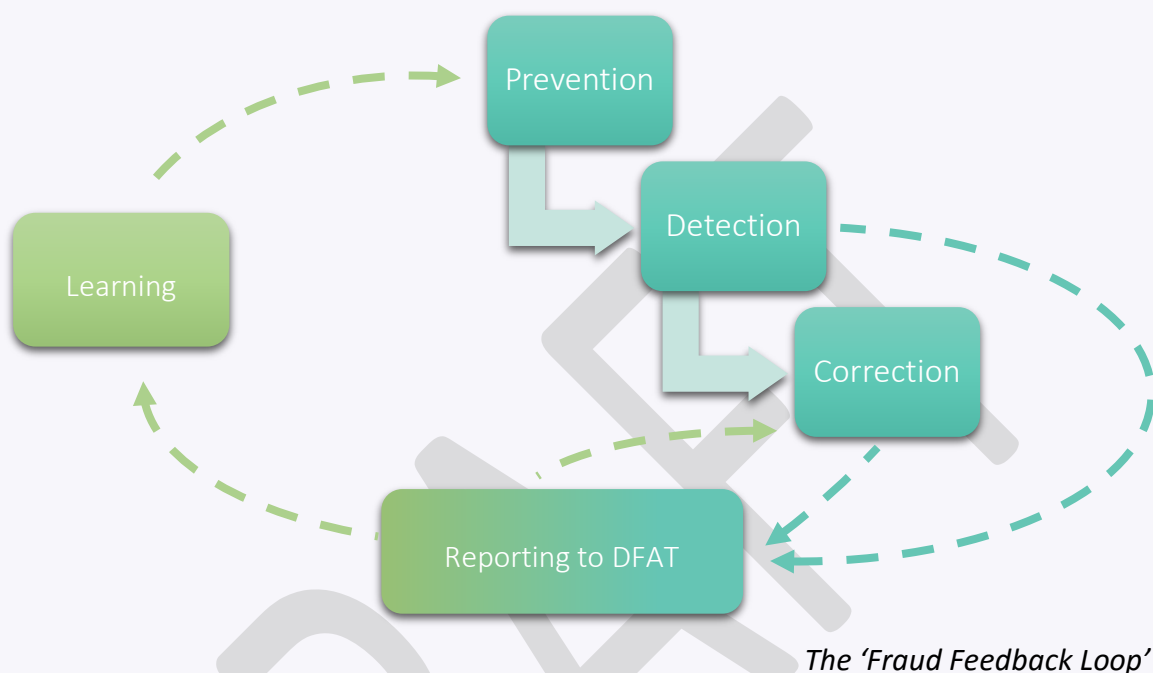 Prevention
Detection
Learning
Correction
Reporting to DFAT
The ‘Fraud Feedback Loop’